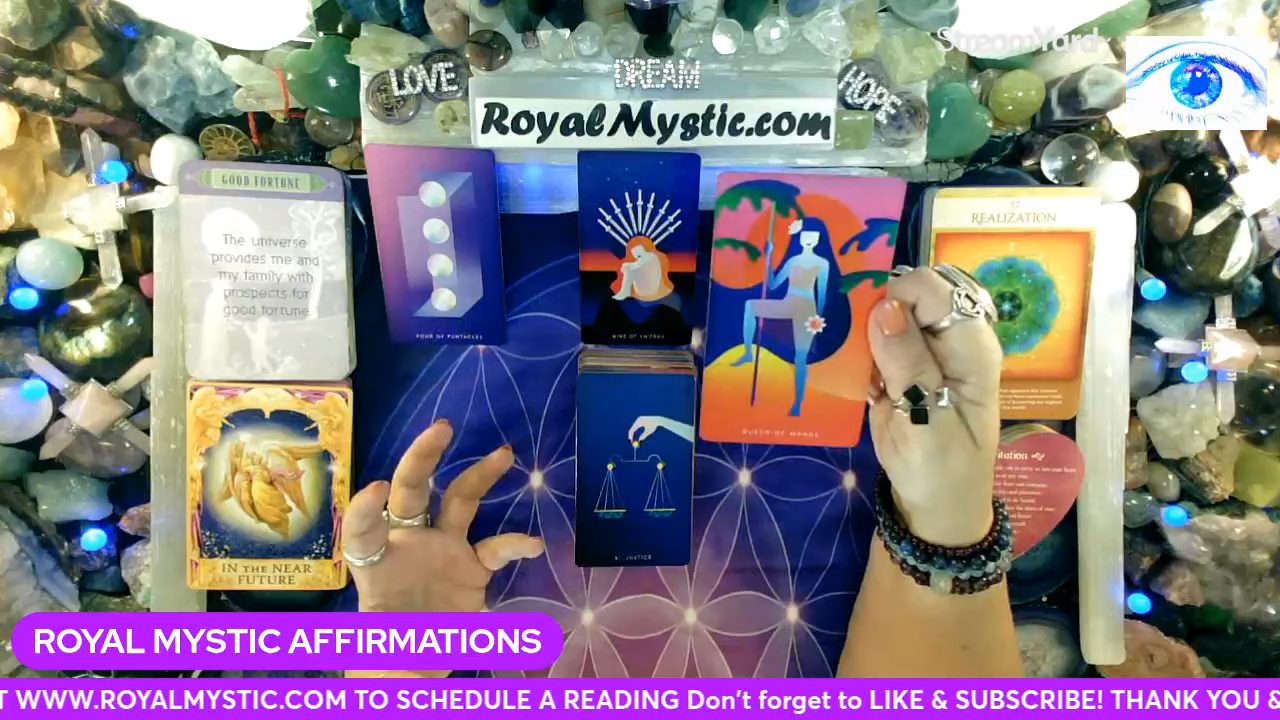 StreamYard
LOVE
DREAM
HOPE
RoyalMystic.com
GOOD FORTUNE
The universe
provides me and
my family with
prospects for
good fortune.
FOUR OF PENTACLES
NINE OF SWORDS
QUEEN OF WANDS
37
REALIZATION
IN THE NEAR
FUTURE
XI JUSTICE
ROYAL MYSTIC AFFIRMATIONS
T WWW.ROYALMYSTIC.COM TO SCHEDULE A READING Don't forget to LIKE & SUBSCRIBE! THANK YOU &